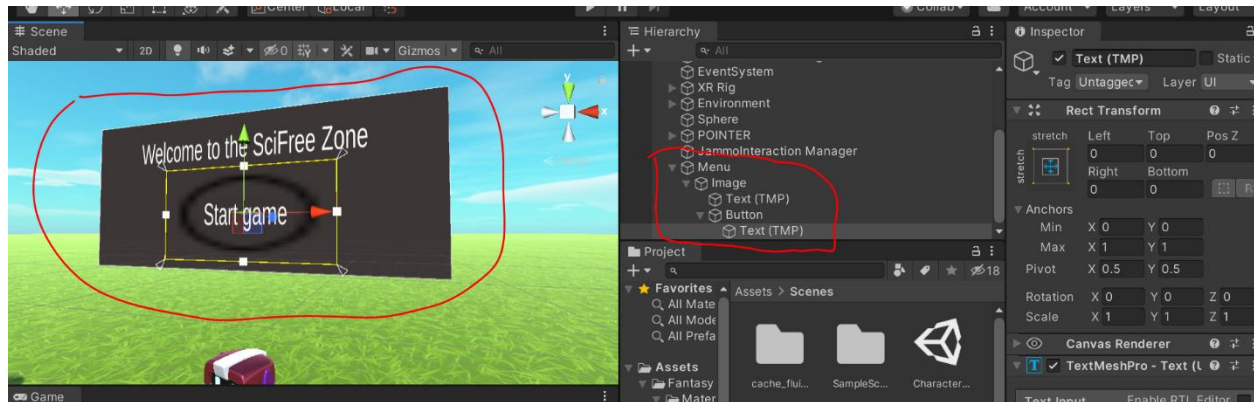 Center
Local
Collab
Account
Layers
Layout
Scene
Shaded
2D
0
Gizmos
All
Welcome to the SciFree Zone
Start game
y
x
Game
Hierarchy
All
EventSystem
XR Rig
Environment
Sphere
POINTER
JammoInteraction Manager
Menu
Image
Text (TMP)
Button
Text (TMP)
Project
18
Favorites
All Mate
All Mode
All Prefa
Assets
Fantasy
Mater
Assets > Scenes
cache_flui...
SampleSc...
Character...
Inspector
Text (TMP)
Static
Tag Untagged
Layer UI
Rect Transform
stretch
stretch
Left Top Pos Z
0 0 0
Right Bottom
0 0
Anchors
Min X 0 Y 0
Max X 1 Y 1
Pivot X 0.5 Y 0.5
Rotation X 0 Y 0 Z 0
Scale X 1 Y 1 Z 1
Canvas Renderer
TextMeshPro - Text (U
Text Input Enable RTL Editor